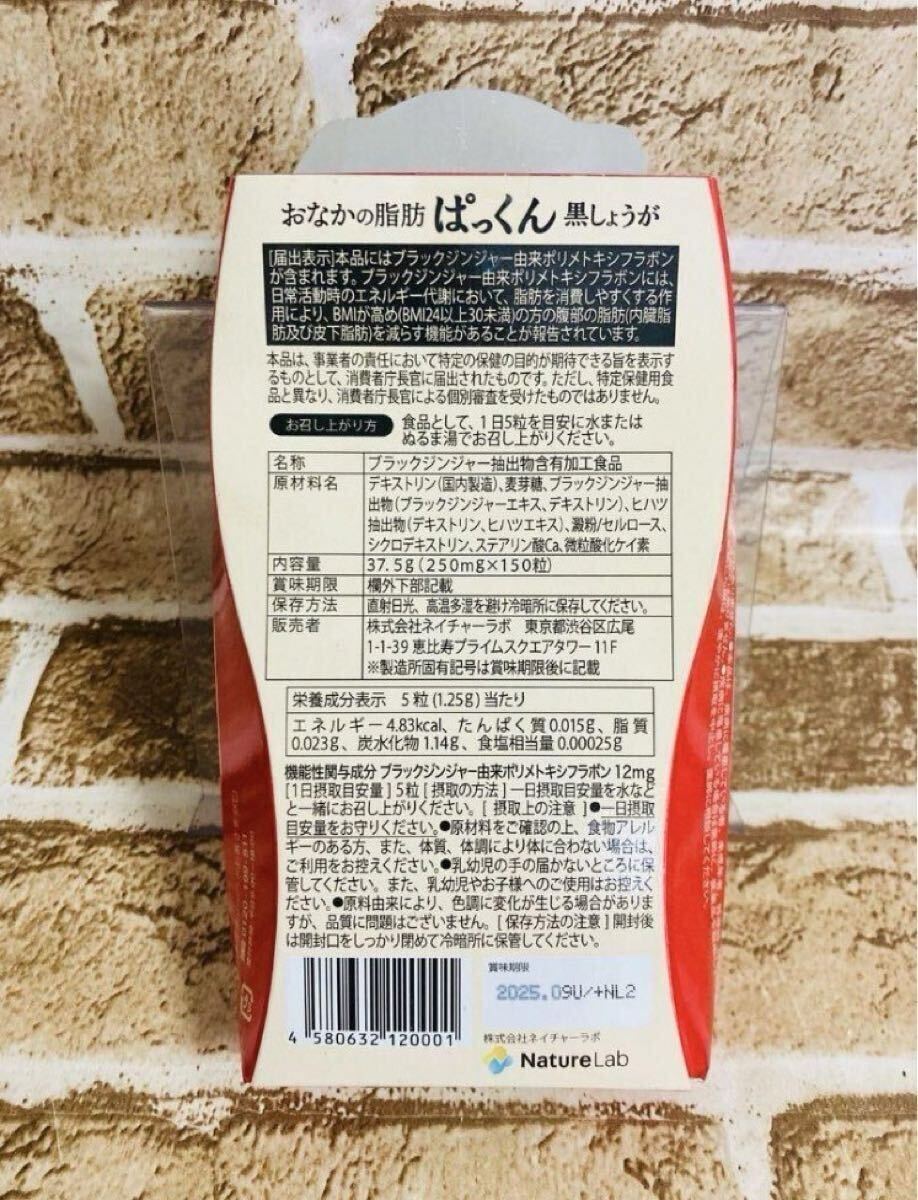 おなかの脂肪 ぱっくん 黒しょうが
[届出表示]本品にはブラックジンジャー由来ポリメトキシフラボン
が含まれます。ブラックジンジャー由来ポリメトキシフラボンには、
日常活動時のエネルギー代謝において、脂肪を消費しやすくする作
用により、BMIが高め(BMI24以上30未満)の方の腹部の脂肪(内臓脂
肪及び皮下脂肪)を減らす機能があることが報告されています。
本品は、事業者の責任において特定の保健の目的が期待できる旨を表示す
るものとして、消費者庁長官に届出されたものです。ただし、特定保健用食
品と異なり、消費者庁長官による個別審査を受けたものではありません。
お召し上がり方 食品として、1日5粒を目安に水または
ぬるま湯でお召し上がりください。
名称 ブラックジンジャー抽出物含有加工食品
原材料名 デキストリン(国内製造)、麦芽糖、ブラックジンジャー抽
出物(ブラックジンジャーエキス、デキストリン)、ヒハツ
抽出物(デキストリン、ヒハツエキス)、澱粉/セルロース、
シクロデキストリン、ステアリン酸Ca、微粒酸化ケイ素
内容量 37.5g(250mg×150粒)
賞味期限 欄外下部記載
保存方法 直射日光、高温多湿を避け冷暗所に保存してください。
販売者 株式会社ネイチャーラボ 東京都渋谷区広尾
1-1-39 恵比寿プライムスクエアタワー11F
※製造所固有記号は賞味期限後に記載
栄養成分表示 5粒(1.25g)当たり
エネルギー4.83kcal、たんぱく質0.015g、脂質
0.023g、炭水化物1.14g、食塩相当量0.00025g
機能性関与成分 ブラックジンジャー由来ポリメトキシフラボン 12mg
[1日摂取目安量]5粒[摂取の方法]一日摂取目安量を水など
と一緒にお召し上がりください。[摂取上の注意]●一日摂取
目安量をお守りください。●原材料をご確認の上、食物アレル
ギーのある方、また、体質、体調により体に合わない場合は、
ご利用をお控えください。●乳幼児の手の届かないところに保
管してください。また、乳幼児やお子様へのご使用はお控えく
ださい。●原料由来により、色調に変化が生じる場合がありま
すが、品質に問題はございません。[保存方法の注意]開封後
は開封口をしっかり閉めて冷暗所に保管してください。
賞味期限
2025.09U/+NL2
4 580632 120001
株式会社ネイチャーラボ
NatureLab